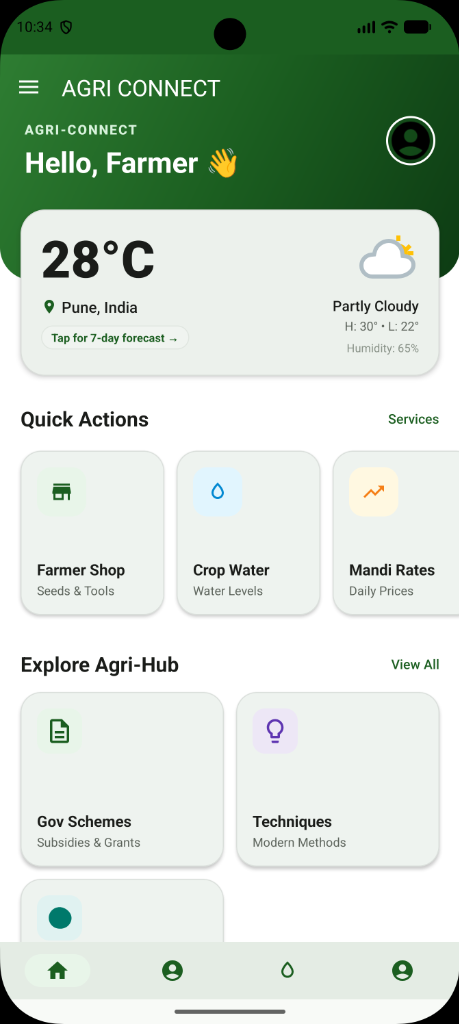 10:34
AGRI CONNECT
AGRI-CONNECT
Hello, Farmer 👋
28°C
Pune, India
Tap for 7-day forecast →
Partly Cloudy
H: 30° • L: 22°
Humidity: 65%
Quick Actions
Services
Farmer Shop
Seeds & Tools
Crop Water
Water Levels
Mandi Rates
Daily Prices
Explore Agri-Hub
View All
Gov Schemes
Subsidies & Grants
Techniques
Modern Methods